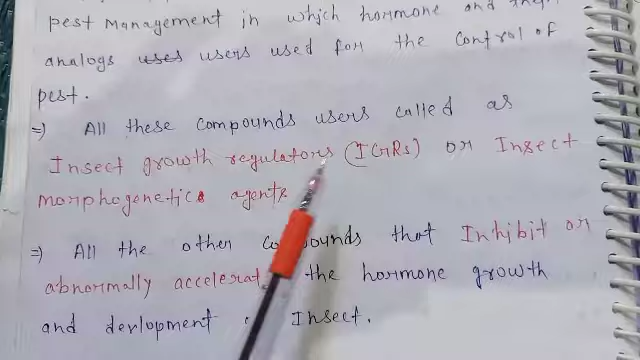 pest management in which hormone and their
analogs uses users used for the control of
pest.
⇒ All these compounds users called as
Insect growth regulators (IGRs) or Insect
morphogenetic agents
⇒ All the other compounds that Inhibit or
abnormally accelerat the hormone growth
and devlopment Insect.